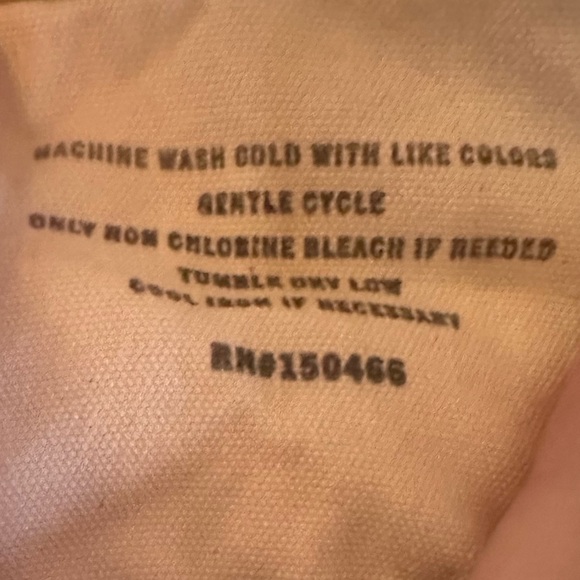 MACHINE WASH COLD WITH LIKE COLORS
GENTLE CYCLE
ONLY NON CHLORINE BLEACH IF NEEDED
TUMBLE DRY LOW
COOL IRON IF NECESSARY
RN#150466